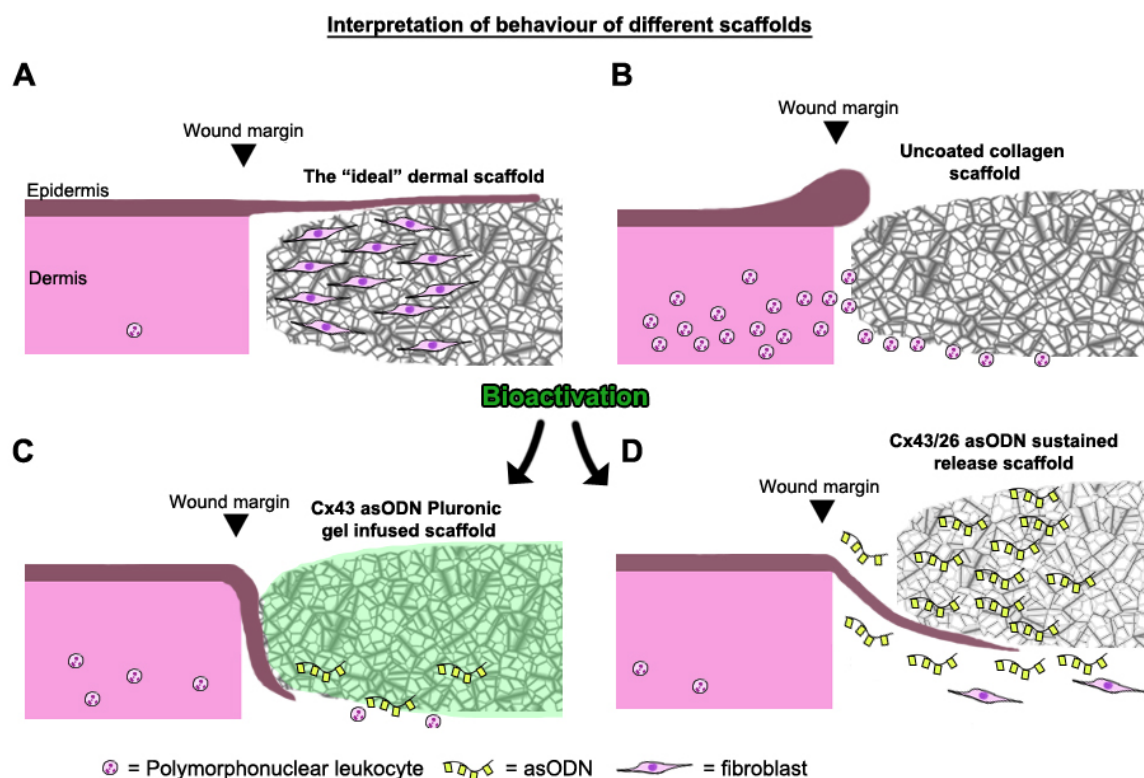 Interpretation of behaviour of different scaffolds
A
Wound margin
The “ideal” dermal scaffold
Epidermis
Dermis
B
Wound margin
Uncoated collagen
scaffold
Bioactivation
C
Wound margin
Cx43 asODN Pluronic
gel infused scaffold
D
Cx43/26 asODN sustained
release scaffold
Wound margin
= Polymorphonuclear leukocyte = asODN = fibroblast